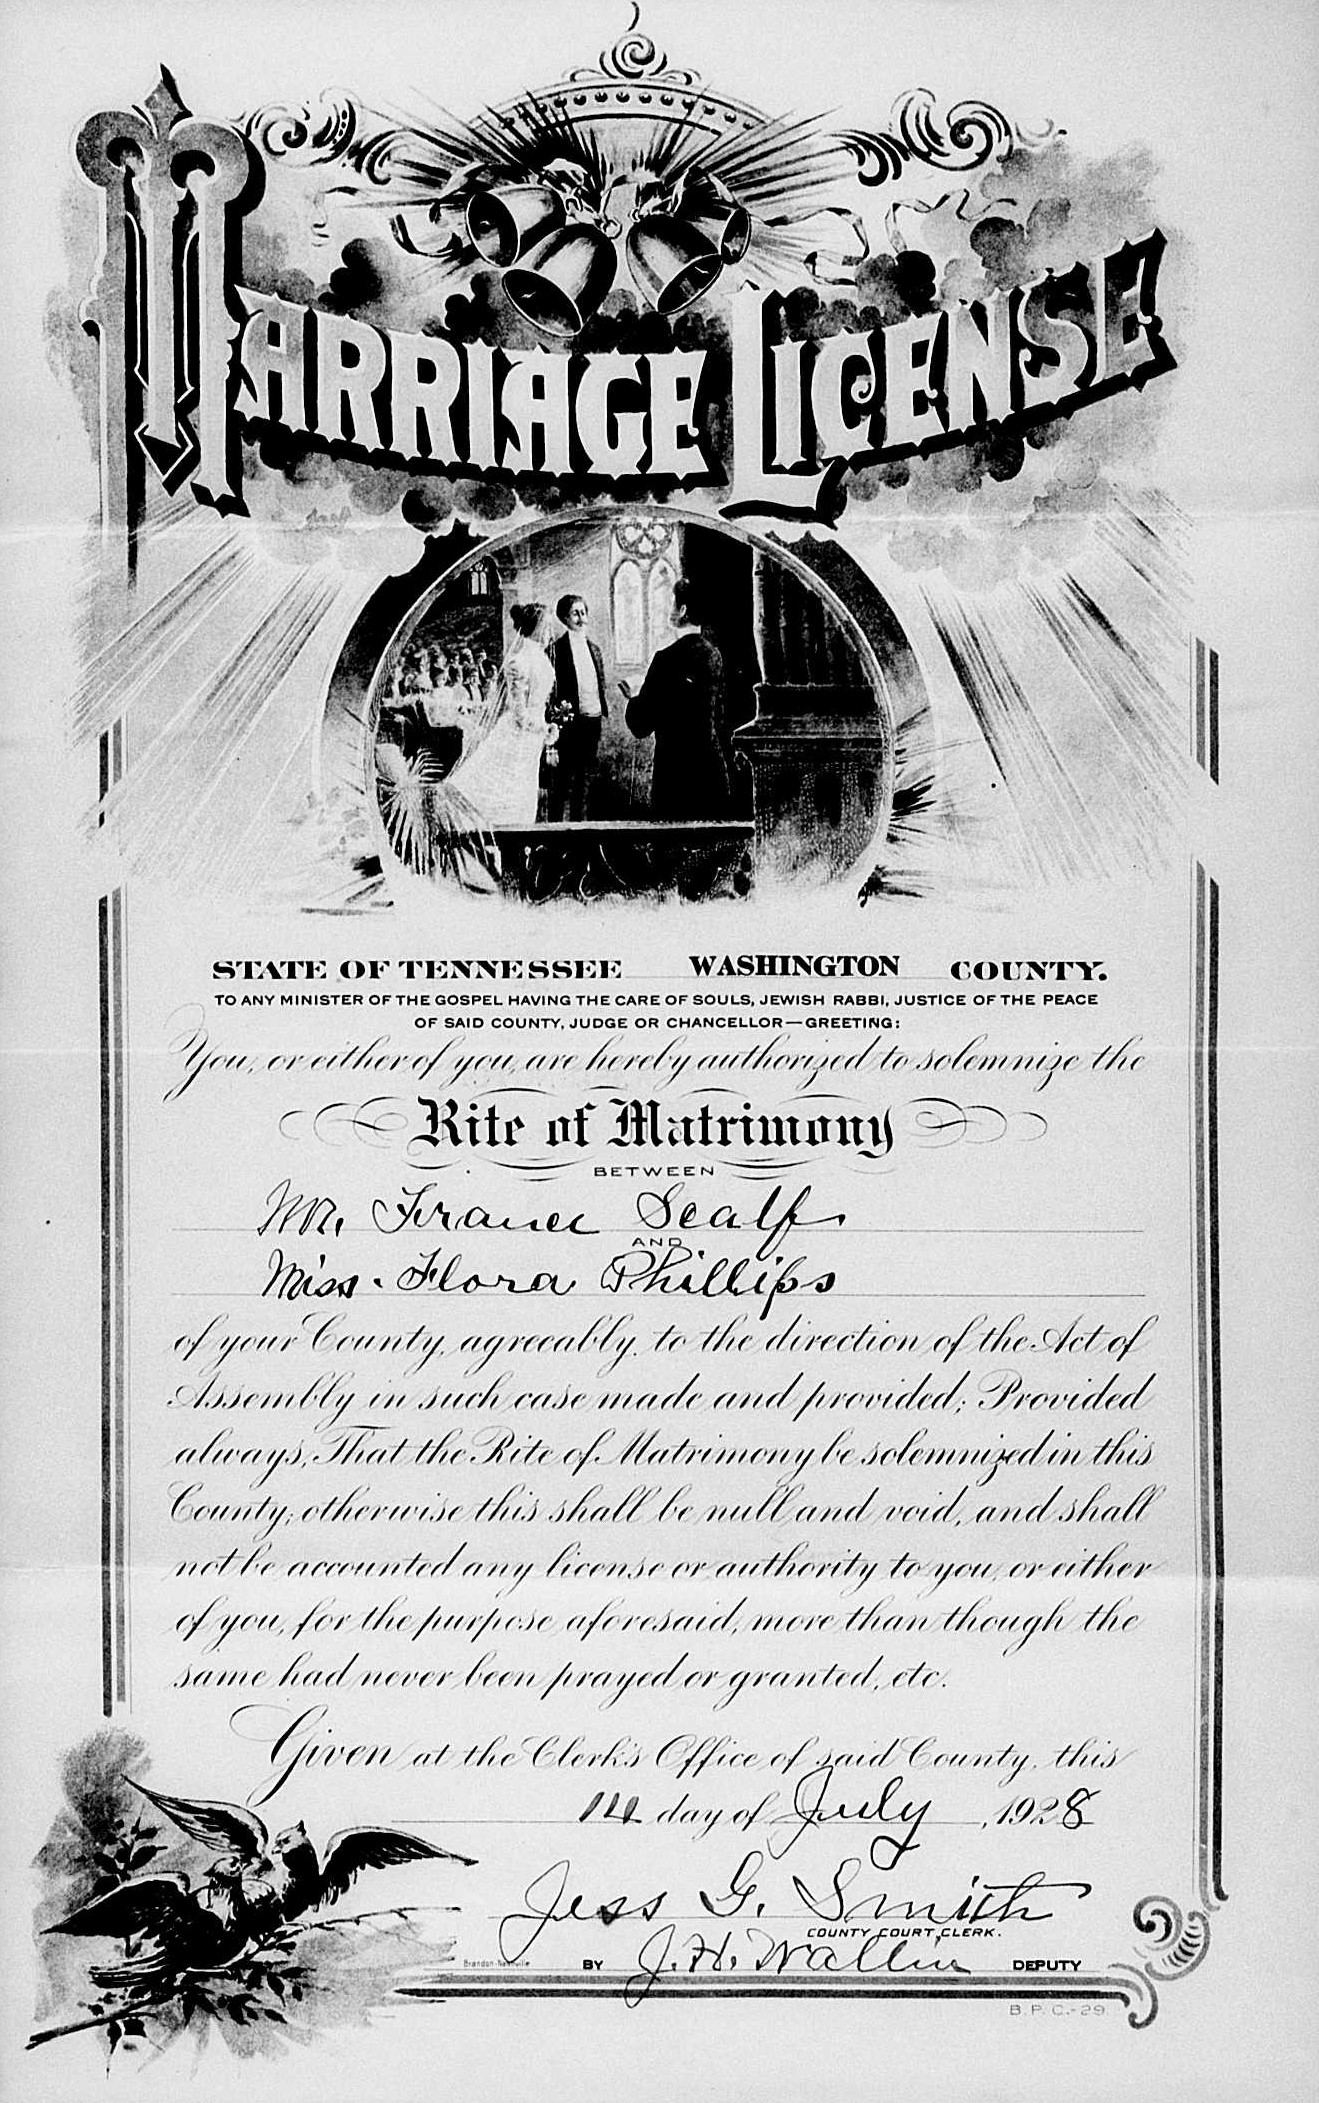 MARRIAGE LICENSE
STATE OF TENNESSEE WASHINGTON COUNTY.
TO ANY MINISTER OF THE GOSPEL HAVING THE CARE OF SOULS, JEWISH RABBI, JUSTICE OF THE PEACE
OF SAID COUNTY, JUDGE OR CHANCELLOR—GREETING:
You, or either of you, are hereby authorized to solemnize the
Rite of Matrimony
BETWEEN
Mr. Scalf
AND
Miss. Flora Phillips
of your County, agreeably, to the direction of the Act of
Assembly in such case made and provided; Provided
always, That the Rite of Matrimony be solemnized in this
County; otherwise this shall be null and void, and shall
not be accounted any license or authority to you, or either
of you, for the purpose aforesaid, more than though the
same had never been prayed or granted, etc.
Given at the Clerk's Office of said County, this
day of July, 1928
Jess G. Smith
COUNTY COURT CLERK.
BY J. H. Wallin DEPUTY
Brandon-Nashville
B. P. C.-29